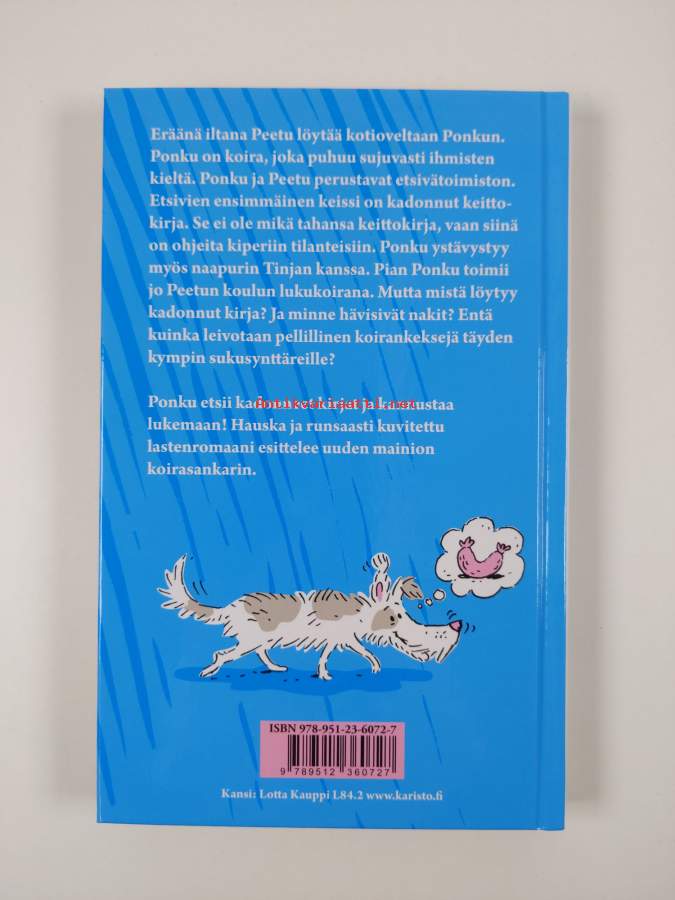 Eräänä iltana Peetu löytää kotioveltaan Ponkun.
Ponku on koira, joka puhuu sujuvasti ihmisten
kieltä. Ponku ja Peetu perustavat etsivätoimiston.
Etsivien ensimmäinen keissi on kadonnut keitto-
kirja. Se ei ole mikä tahansa keittokirja, vaan siinä
on ohjeita kiperiin tilanteisiin. Ponku ystävystyy
myös naapurin Tinjan kanssa. Pian Ponku toimii
jo Peetun koulun lukukoirana. Mutta mistä löytyy
kadonnut kirja? Ja minne hävisivät nakit? Entä
kuinka leivotaan pellillinen koirankeksejä täyden
kympin sukusynttäreille?
Ponku etsii kadonneet kirjat ja kannustaa
lukemaan! Hauska ja runsaasti kuvitettu
lastenromaani esittelee uuden mainion
koirasankarin.
ISBN 978-951-23-6072-7
9 789512 360727
Kansi: Lotta Kauppi L84.2 www.karisto.fi